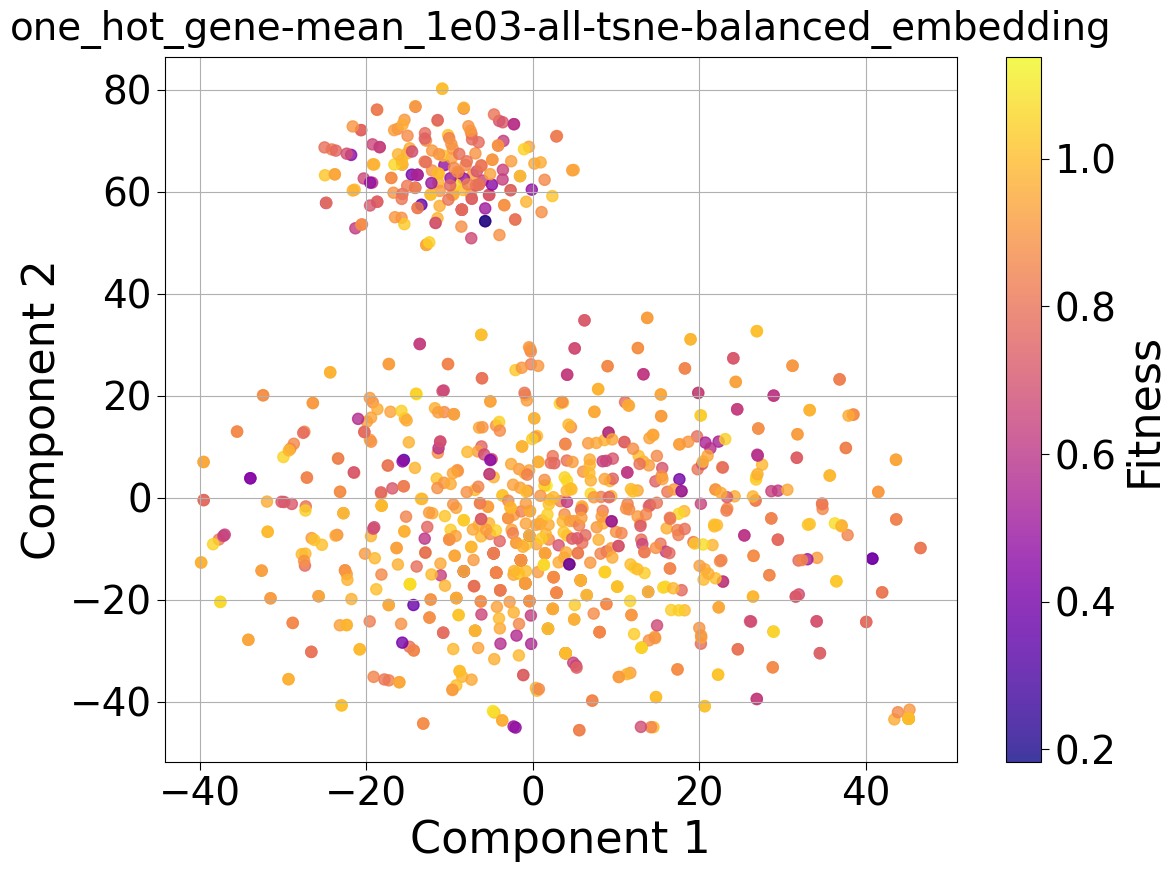 one_hot_gene-mean_1e03-all-tsne-balanced_embedding
80
60
40
20
0
−20
−40
−40 −20 0 20 40
Component 1
Component 2
1.0
0.8
0.6
0.4
0.2
Fitness